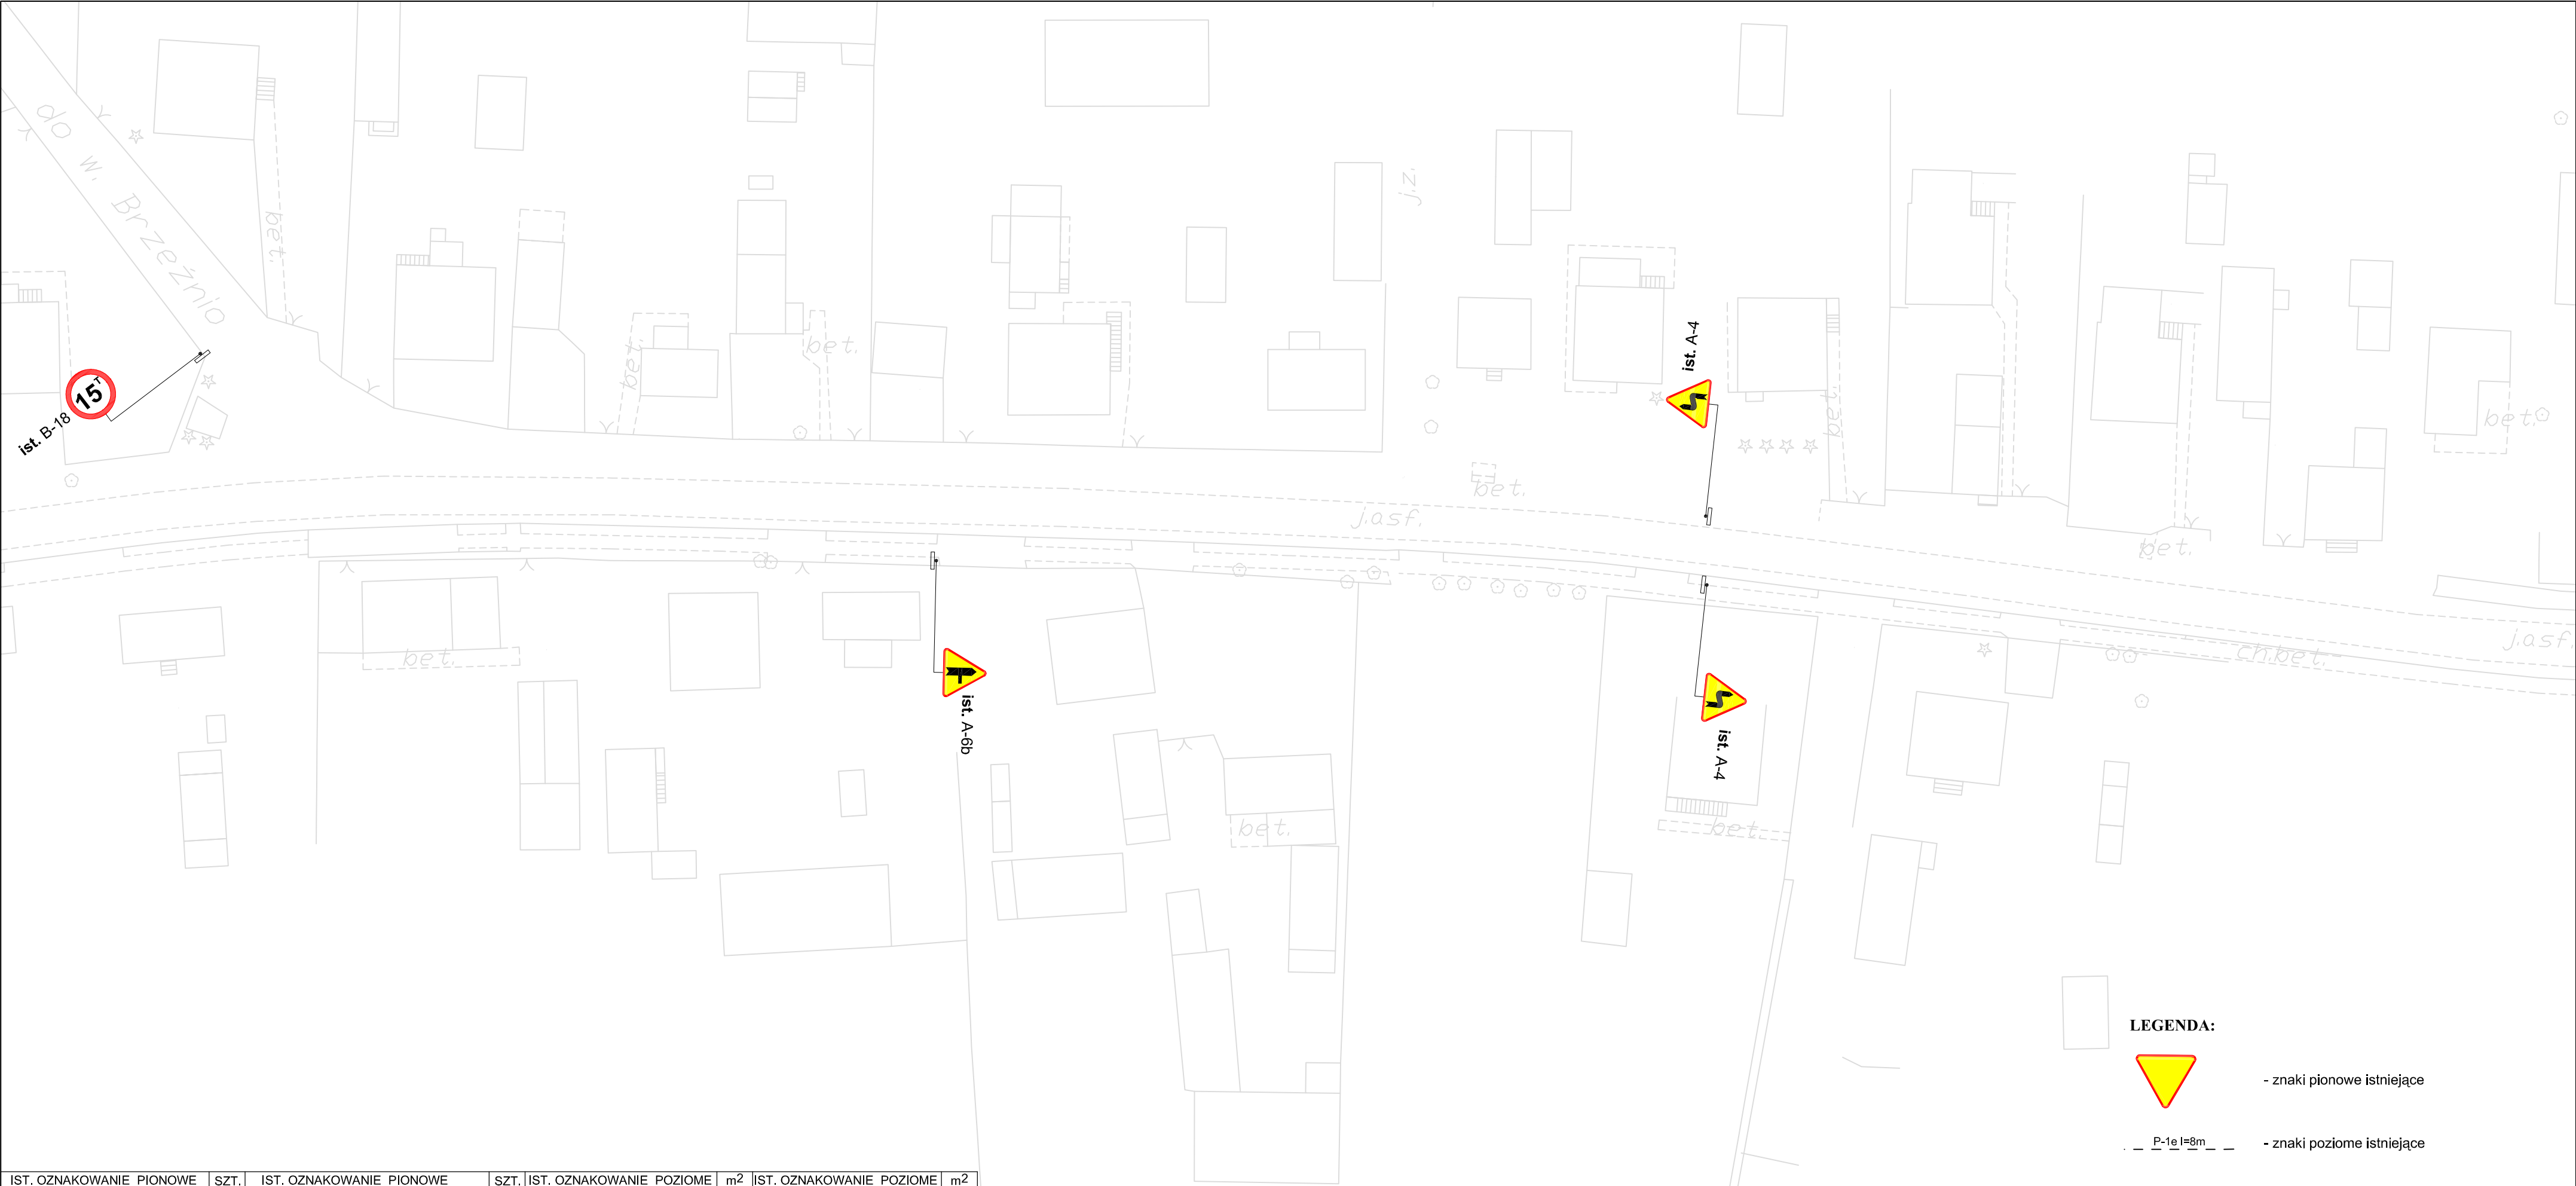 do w. Brzeźnio
bet.
j.z.
bet.
bet.
ist. A-4
bet.
bet.
15T
ist. B-18
bet.
j.asf.
bet.
j.asf.
ch.bet.
bet.
ist. A-6b
ist. A-4
bet.
bet.
LEGENDA:
- znaki pionowe istniejące
P-1e l=8m
- znaki poziome istniejące
IST. OZNAKOWANIE PIONOWE SZT. IST. OZNAKOWANIE PIONOWE SZT. IST. OZNAKOWANIE POZIOME m2 IST. OZNAKOWANIE POZIOME m2